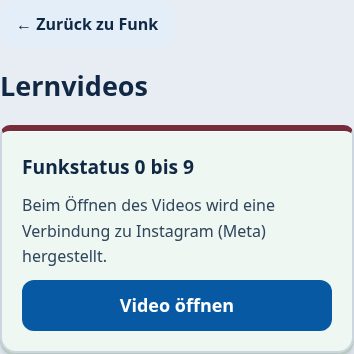 ← Zurück zu Funk
Lernvideos
Funkstatus 0 bis 9
Beim Öffnen des Videos wird eine
Verbindung zu Instagram (Meta)
hergestellt.
Video öffnen